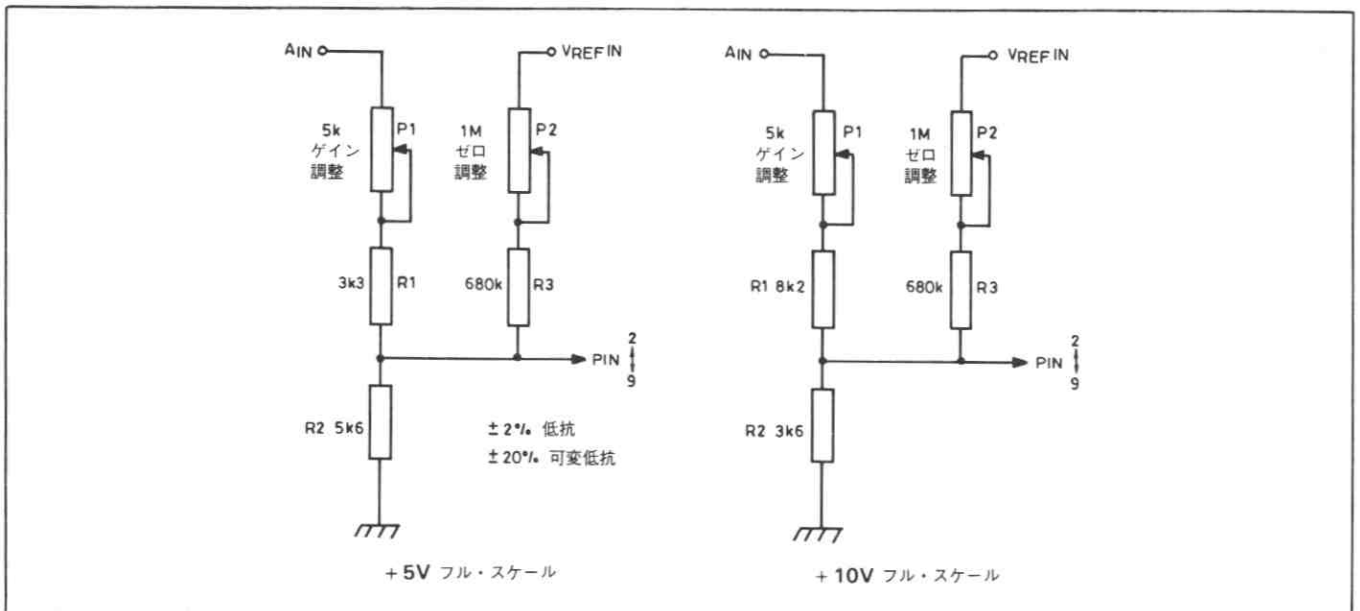 AIN
VREF IN
5k
ゲイン
調整
P1
1M
ゼロ
調整
P2
3k3 R1
680k R3
PIN 2
9
R2 5k6
±2% 低抗
±20% 可変低抗
+5V フル・スケール
AIN
VREF IN
5k
ゲイン
調整
P1
1M
ゼロ
調整
P2
R1 8k2
680k R3
PIN 2
9
R2 3k6
+10V フル・スケール